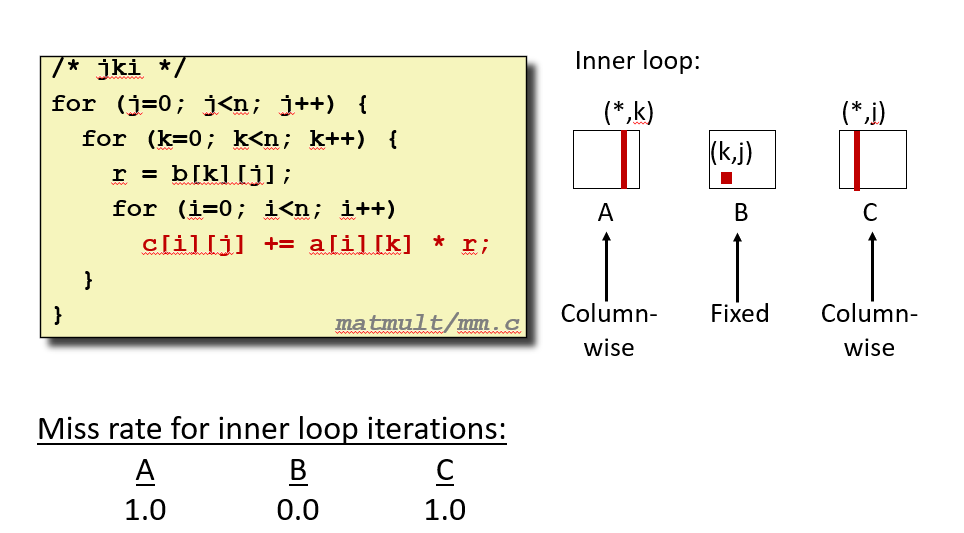 /* jki */
for (j=0; j<n; j++) {
for (k=0; k<n; k++) {
r = b[k][j];
for (i=0; i<n; i++)
c[i][j] += a[i][k] * r;
}
}
matmult/mm.c
Inner loop:
(*,k)
(k,j)
(*,j)
A B C
Column-
wise
Fixed
Column-
wise
Miss rate for inner loop iterations:
A B C
1.0 0.0 1.0